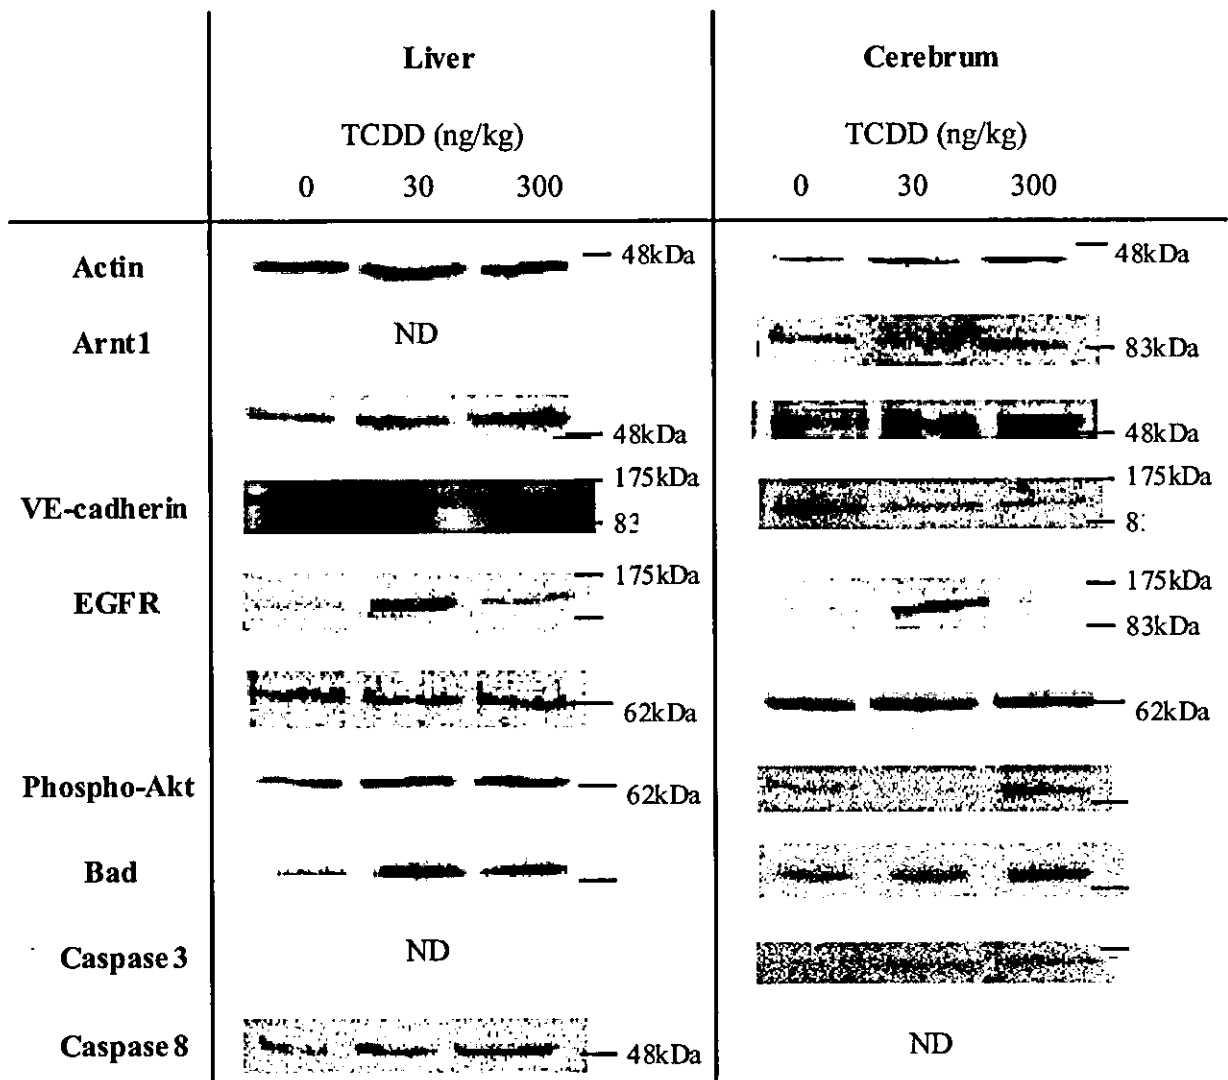 Liver Cerebrum
TCDD (ng/kg) TCDD (ng/kg)
0 30 300 0 30 300
Actin 48kDa 48kDa
Arnt1 ND 83kDa
48kDa 48kDa
175kDa 175kDa
VE-cadherin
83 8
EGFR 175kDa 175kDa
83kDa
62kDa 62kDa
Phospho-Akt 62kDa
Bad
Caspase 3 ND
Caspase 8 48kDa ND